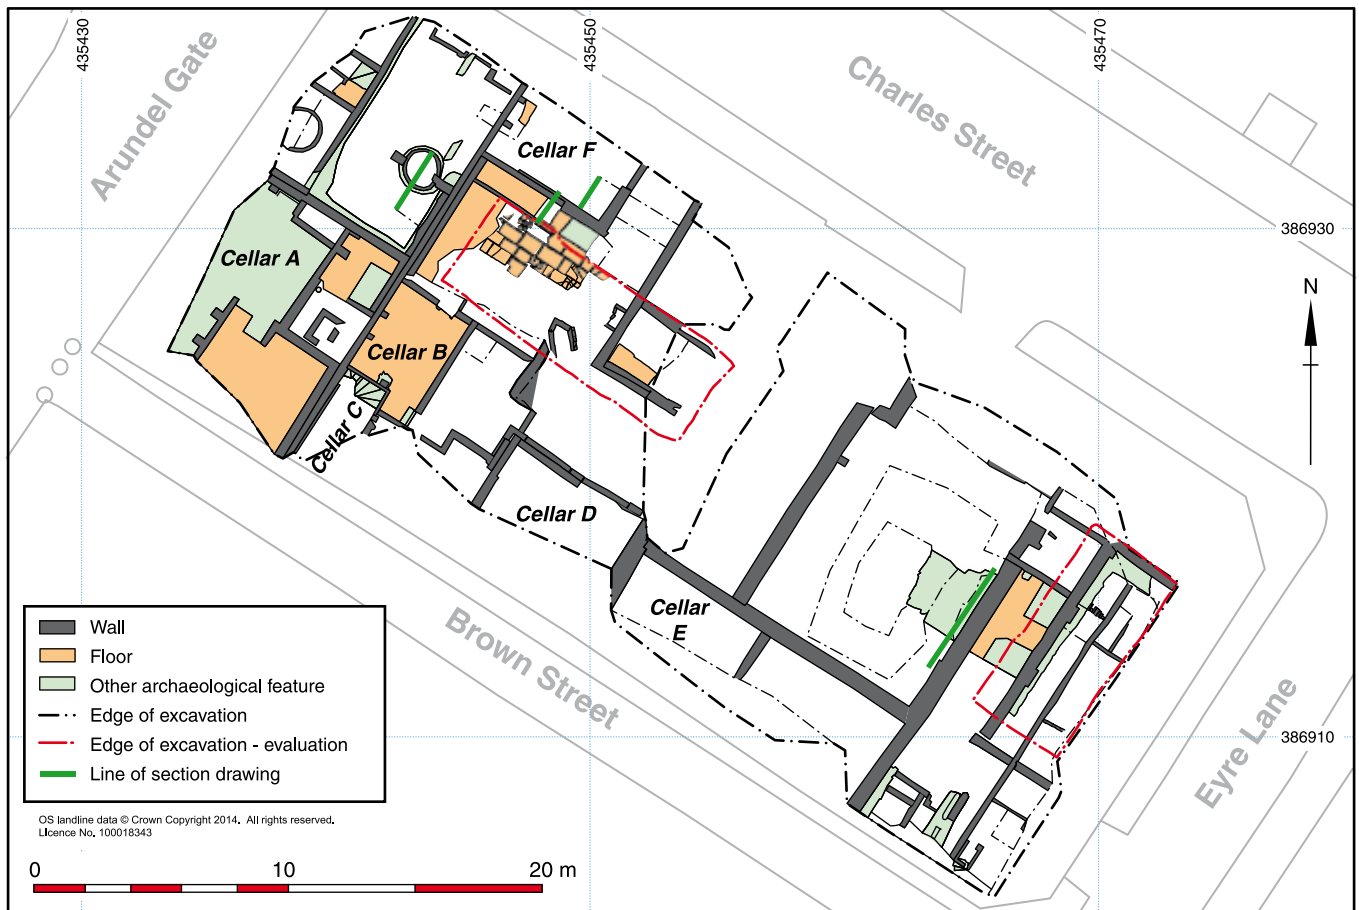 435430
435450
435470
Arundel Gate
Charles Street
Cellar F
386930
Cellar A
N
Cellar B
Cellar C
Cellar D
Cellar
E
Brown Street
Eyre Lane
386910
Wall
Floor
Other archaeological feature
Edge of excavation
Edge of excavation - evaluation
Line of section drawing
OS landline data © Crown Copyright 2014. All rights reserved.
Licence No. 100018343
0 10 20 m